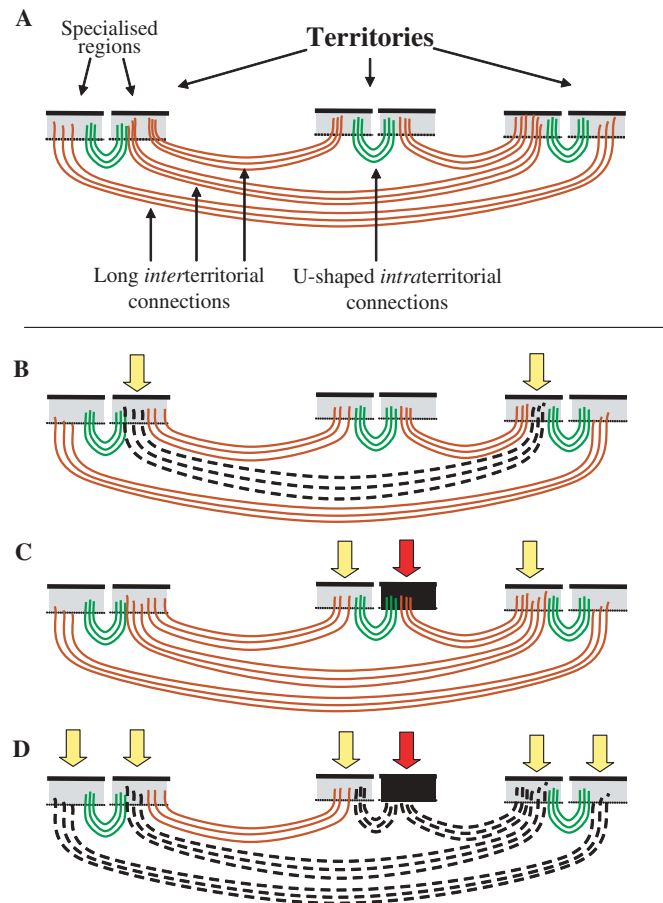 A
Specialised
regions
Territories
Long interterritorial
connections
U-shaped intraterritorial
connections
B
C
D